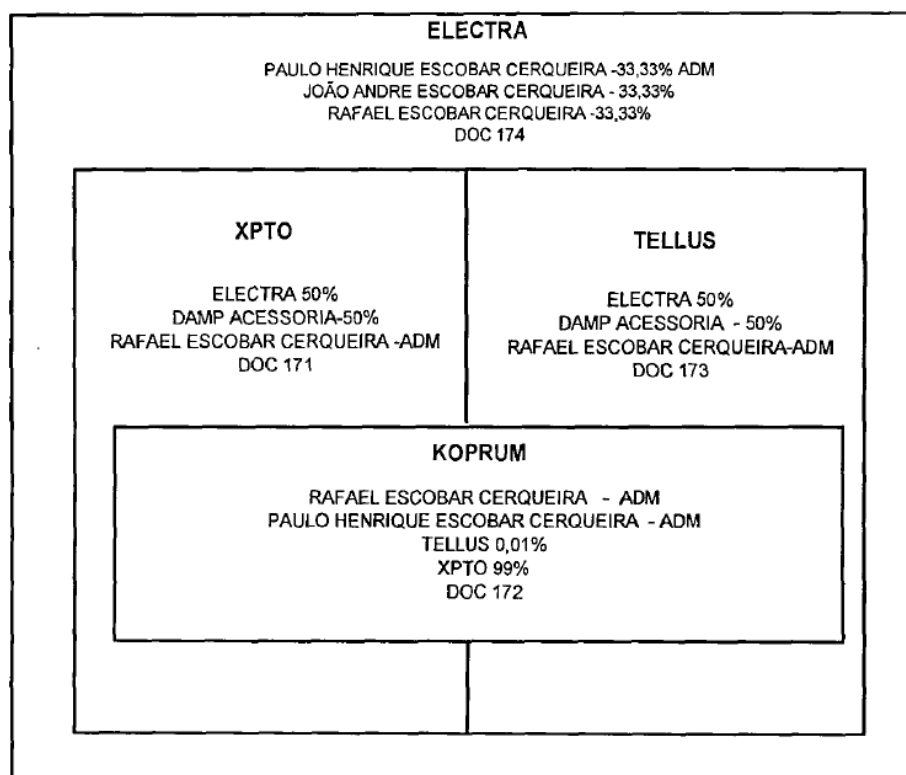 ELECTRA
PAULO HENRIQUE ESCOBAR CERQUEIRA -33,33% ADM
JOÃO ANDRE ESCOBAR CERQUEIRA - 33,33%
RAFAEL ESCOBAR CERQUEIRA -33,33%
DOC 174
XPTO
ELECTRA 50%
DAMP ACESSORIA-50%
RAFAEL ESCOBAR CERQUEIRA -ADM
DOC 171
TELLUS
ELECTRA 50%
DAMP ACESSORIA - 50%
RAFAEL ESCOBAR CERQUEIRA-ADM
DOC 173
KOPRUM
RAFAEL ESCOBAR CERQUEIRA - ADM
PAULO HENRIQUE ESCOBAR CERQUEIRA - ADM
TELLUS 0,01%
XPTO 99%
DOC 172